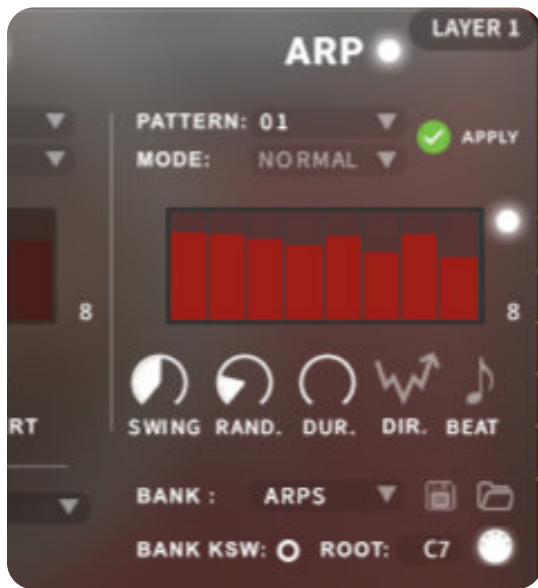 LAYER 1
ARP
PATTERN: 01
APPLY
MODE: NORMAL
8
8
RT
SWING RAND. DUR. DIR. BEAT
BANK : ARPS
BANK KSW: ROOT: C7